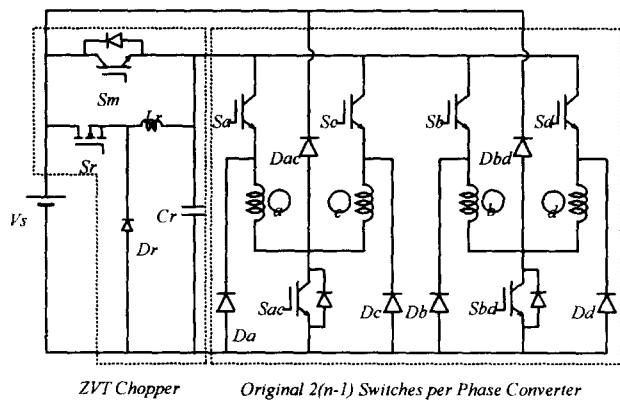 Sm
Sr
Lr
Vs
Dr
Cr
Sa
Sc
Sb
Sd
Dac
Dbd
a
c
b
d
Sac
Sbd
Da
Dc
Db
Dd
ZVT Chopper
Original 2(n-1) Switches per Phase Converter